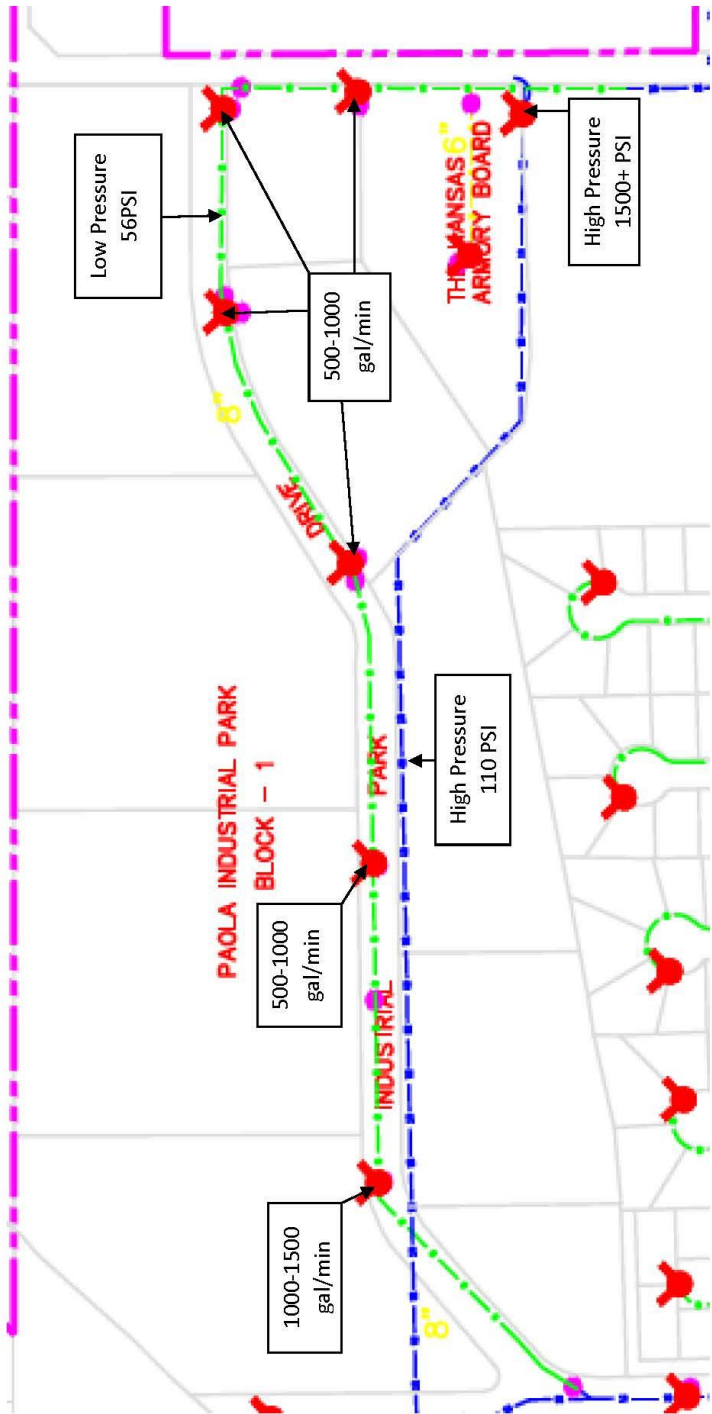 PAOLA INDUSTRIAL PARK
BLOCK - 1
INDUSTRIAL
PARK
DRIVE
8"
8"
1000-1500
gal/min
500-1000
gal/min
500-1000
gal/min
Low Pressure
56PSI
High Pressure
110 PSI
High Pressure
1500+ PSI
THE KANSAS
ARMORY BOARD
6"